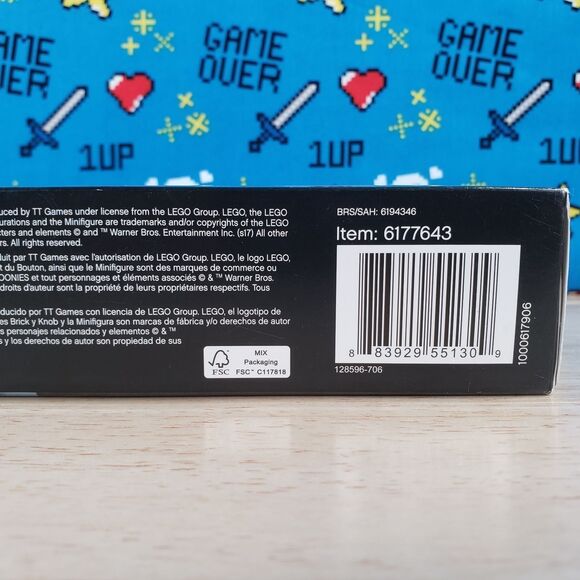 GAME
OVER
GAME
OVER
GAME
OVER
1UP
1UP
1UP
uced by TT Games under license from the LEGO Group. LEGO, the LEGO
urations and the Minifigure are trademarks and/or copyrights of the LEGO
cters and elements © and ™ Warner Bros. Entertainment Inc. (s17) All other
rs. All rights reserved.
duit par TT Games avec l'autorisation de LEGO Group. LEGO, le logo LEGO,
t du Bouton, ainsi que le Minifigure sont des marques de commerce ou
OONIES et tout personnages et éléments associés © & ™ Warner Bros.
droits d'auteur sont la propriété de leurs propriétaires respectifs. Tous
oducido por TT Games con licencia de LEGO Group. LEGO, el logotipo de
es Brick y Knob y la Minifigura son marcas de fábrica y/o derechos de autor
s personajes relacionados y elementos © & ™
s y los derechos de autor son propiedad de sus
FSC
MIX
Packaging
FSC™ C117818
BRS/SAH: 6194346
Item: 6177643
8 83929 55130 9
128596-706
1000617906